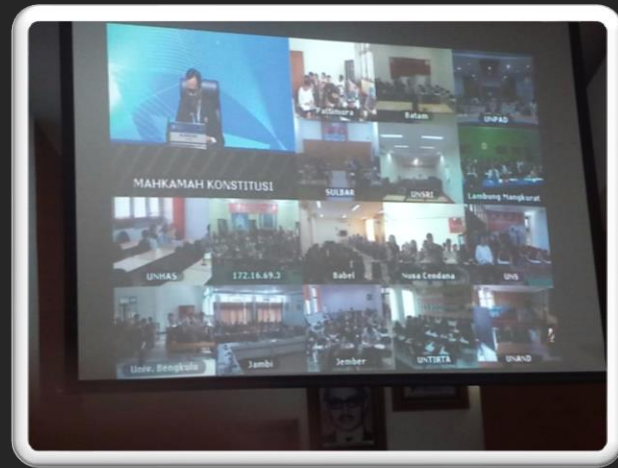 Pattimura
Batam
UNPAD
MAHKAMAH KONSTITUSI
SULBAR
UNSRI
Lambung Mangkurat
UNHAS
172.16.69.3
Babel
Nusa Cendana
Univ. Bengkulu
Jambi
Jember
UNTIRTA
UNAND